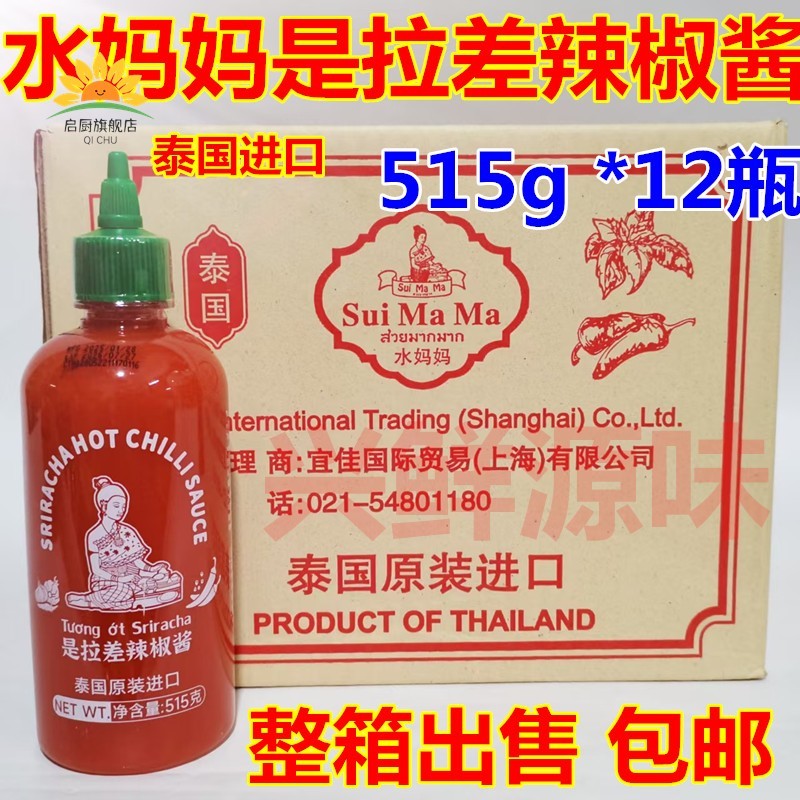 水妈妈是拉差辣椒酱
启厨旗舰店
QI CHU
泰国进口
515g *12瓶
泰国
Sui Ma Ma
Sui Ma Ma
ส่วยมากมาก
水妈妈
International Trading (Shanghai) Co.,Ltd.
理 商:宜佳国际贸易(上海)有限公司
话:021-54801180
兴鲜源味
泰国原装进口
PRODUCT OF THAILAND
SRIRACHA HOT CHILLI SAUCE
Tương ớt Sriracha
是拉差辣椒酱
泰国原装进口
NET WT.净含量:515克
整箱出售 包邮